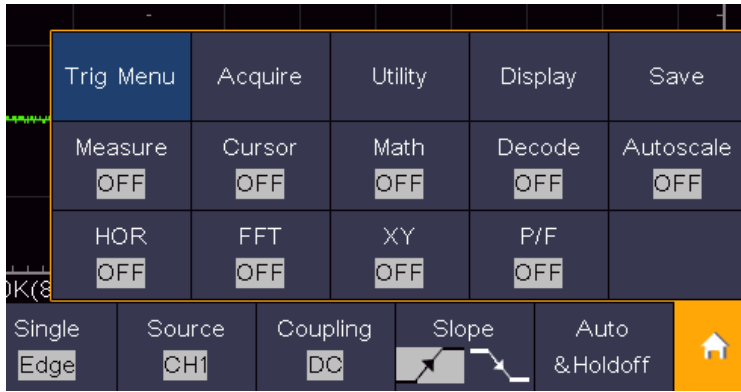 Trig Menu Acquire Utility Display Save
Measure Cursor Math Decode Autoscale
OFF OFF OFF OFF OFF
HOR FFT XY P/F
OFF OFF OFF OFF
Single Source Coupling Slope Auto
Edge CH1 DC &Holdoff